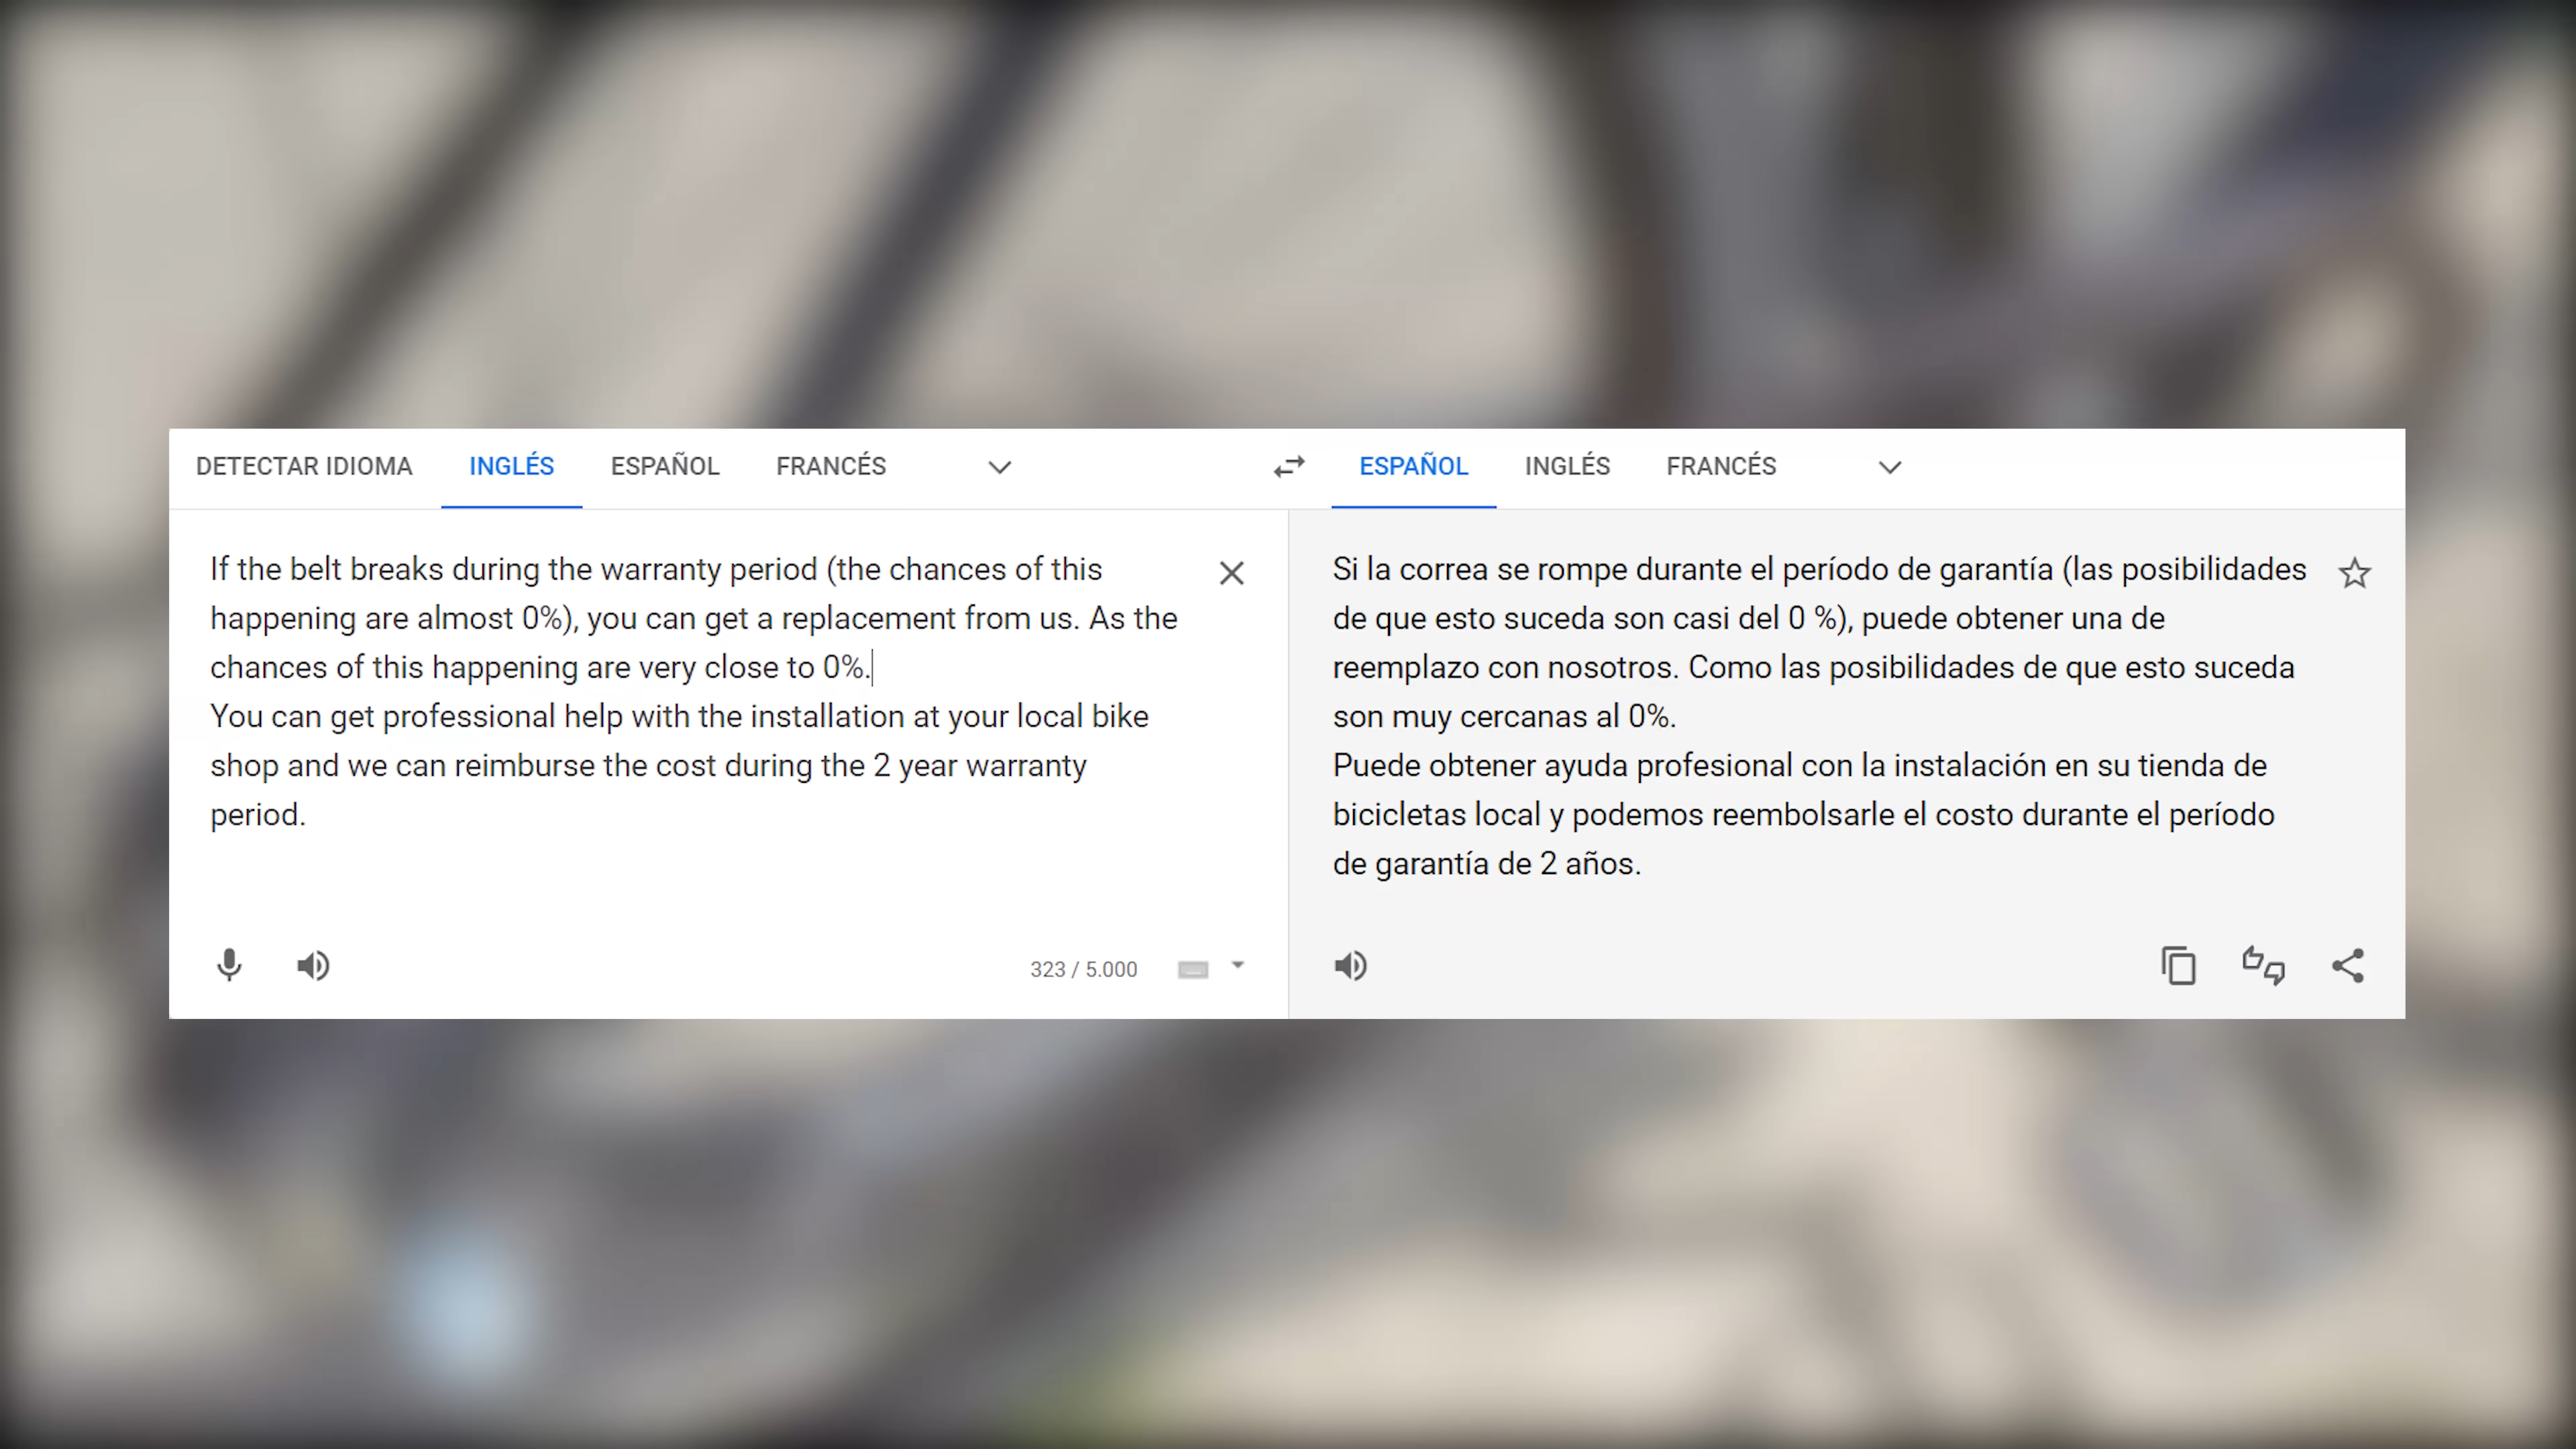 DETECTAR IDIOMA INGLÉS ESPAÑOL FRANCÉS
ESPAÑOL INGLÉS FRANCÉS
If the belt breaks during the warranty period (the chances of this
happening are almost 0%), you can get a replacement from us. As the
chances of this happening are very close to 0%.
You can get professional help with the installation at your local bike
shop and we can reimburse the cost during the 2 year warranty
period.
323 / 5.000
Si la correa se rompe durante el período de garantía (las posibilidades
de que esto suceda son casi del 0 %), puede obtener una de
reemplazo con nosotros. Como las posibilidades de que esto suceda
son muy cercanas al 0%.
Puede obtener ayuda profesional con la instalación en su tienda de
bicicletas local y podemos reembolsarle el costo durante el período
de garantía de 2 años.